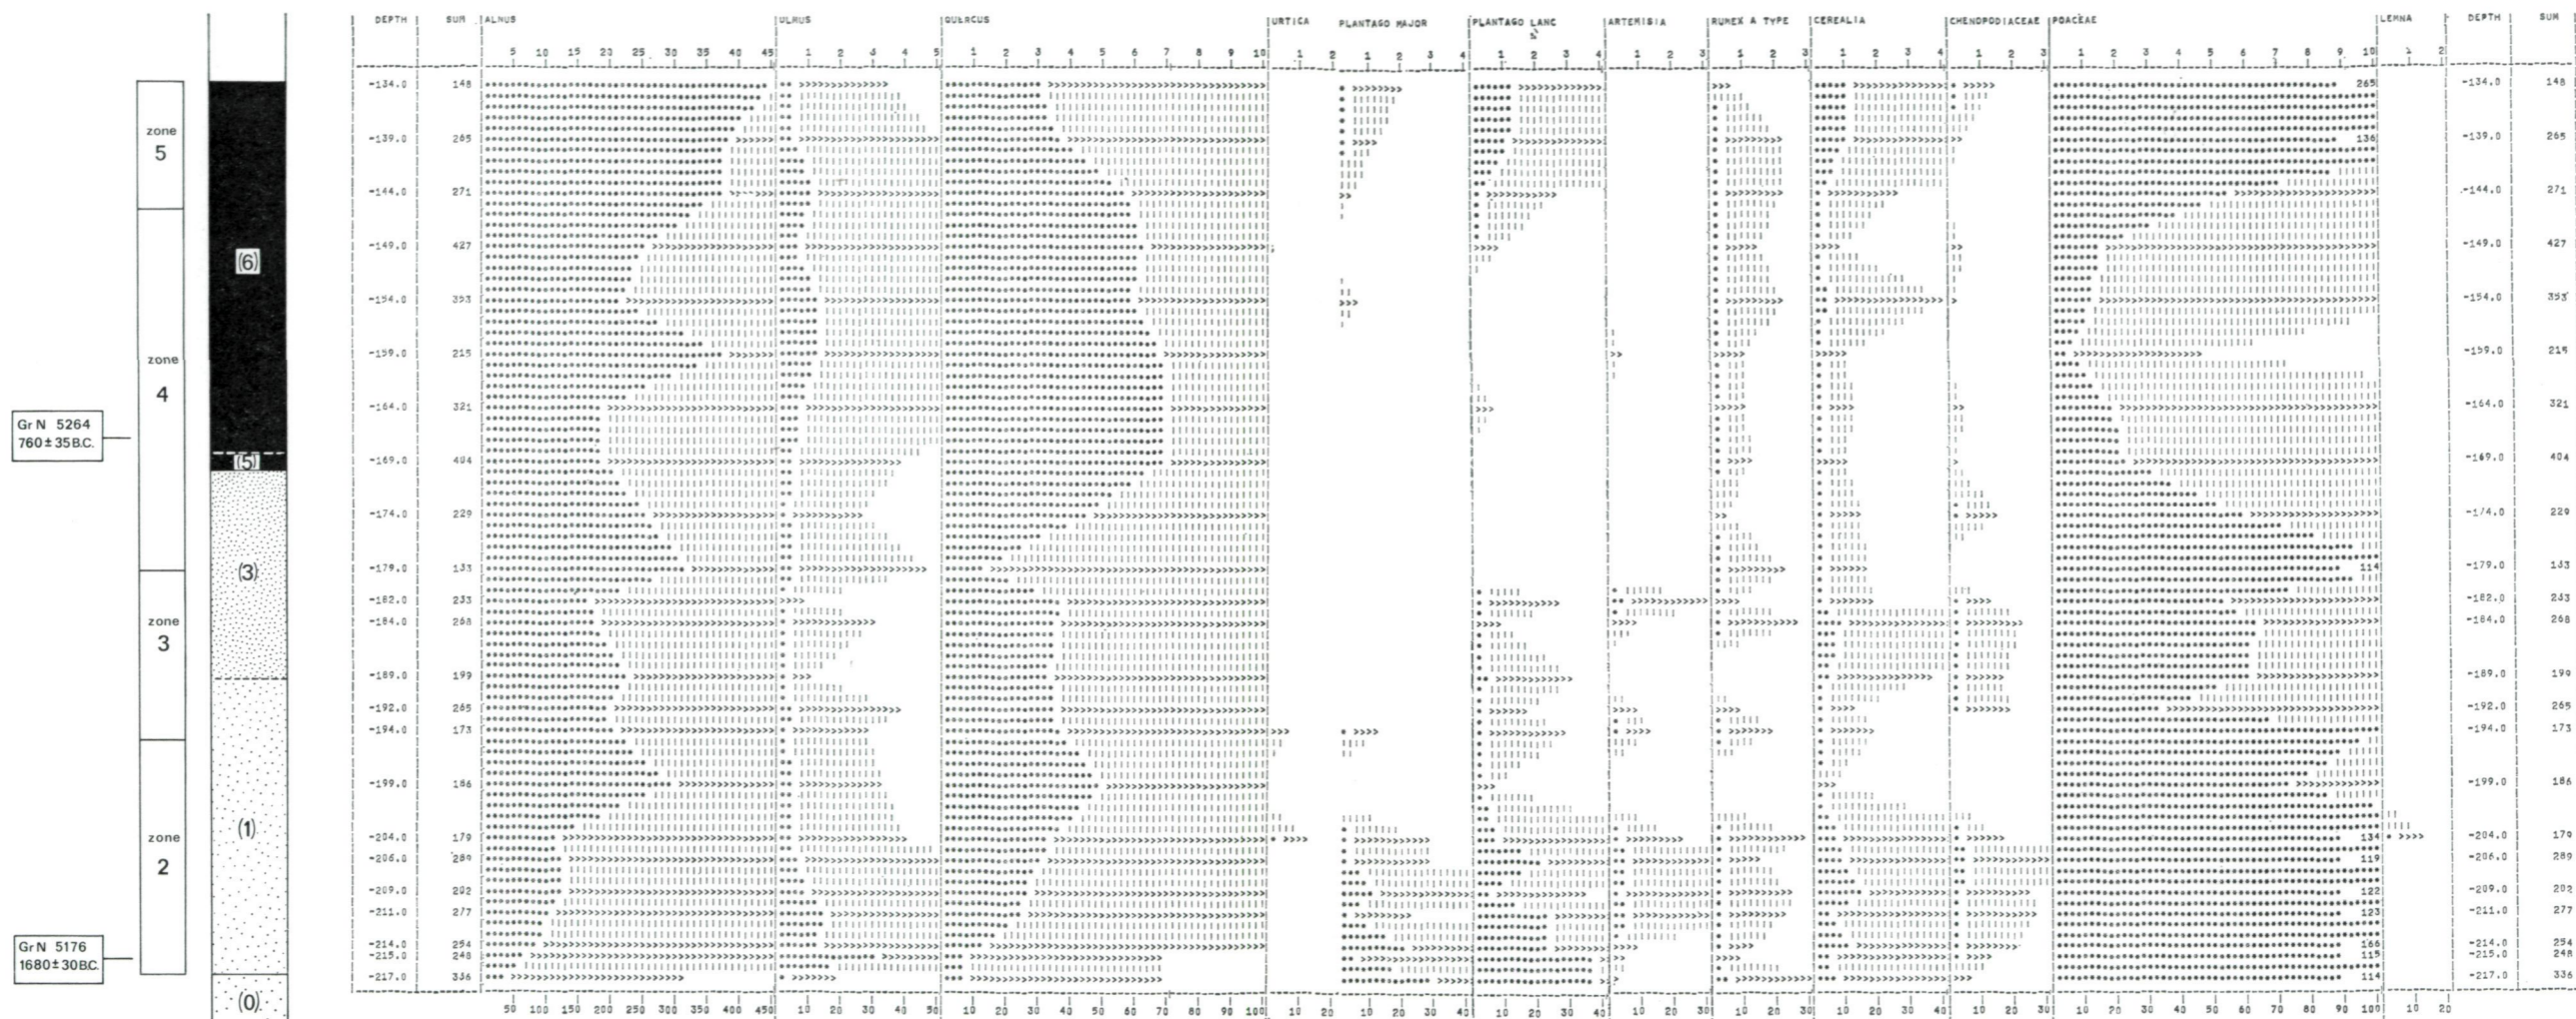 DEPTH SUM ALNUS ULMUS QUERCUS URTICA PLANTAGO MAJOR PLANTAGO LANC ARTEMISIA RUMEX A TYPE CEREALIA CHENOPODIACEAE POACEAE LEMNA DEPTH SUM
5 10 15 20 25 30 35 40 45 1 2 3 4 5 1 2 3 4 5 6 7 8 9 10 1 2 1 2 3 4 1 2 3 4 1 2 3 1 2 3 1 2 3 4 1 2 3 1 2 3 4 5 6 7 8 9 10 1 2
-134.0 148 265 -134.0 148
zone
5
-139.0 265 136 -139.0 265
-144.0 271 -144.0 271
-149.0 427 -149.0 427
(6)
-154.0 353 -154.0 353
-159.0 215 -159.0 215
zone
4
-164.0 321 -164.0 321
GrN 5264
760±35B.C.
(5)
-169.0 404 -169.0 404
-174.0 229 -174.0 229
-179.0 133 114 -179.0 133
(3)
-182.0 233 -182.0 233
zone
3
-184.0 268 -184.0 268
-189.0 199 -189.0 199
-192.0 265 -192.0 265
-194.0 173 -194.0 173
-199.0 186 -199.0 186
(1)
zone
2
-204.0 179 134 -204.0 179
-206.0 289 119 -206.0 289
-209.0 202 122 -209.0 202
-211.0 277 123 -211.0 277
-214.0 254 166 -214.0 254
GrN 5176
1680±30B.C.
-215.0 248 115 -215.0 248
-217.0 336 114 -217.0 336
(0)
50 100 150 200 250 300 350 400 450 10 20 30 40 50 10 20 30 40 50 60 70 80 90 100 10 20 10 20 30 40 10 20 30 40 10 20 30 10 20 30 10 20 30 40 10 20 30 10 20 30 40 50 60 70 80 90 100 10 20